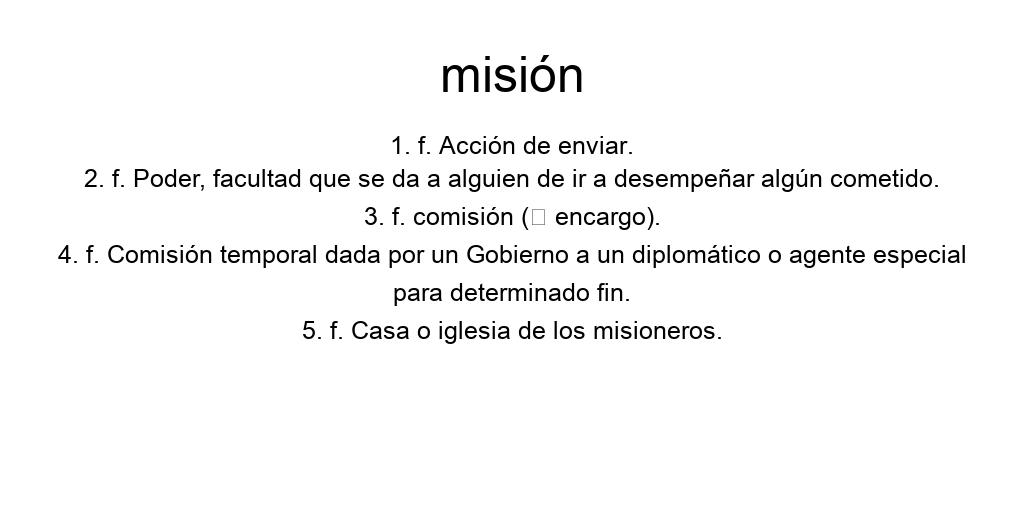 misión
1. f. Acción de enviar.
2. f. Poder, facultad que se da a alguien de ir a desempeñar algún cometido.
3. f. comisión (□ encargo).
4. f. Comisión temporal dada por un Gobierno a un diplomático o agente especial
para determinado fin.
5. f. Casa o iglesia de los misioneros.